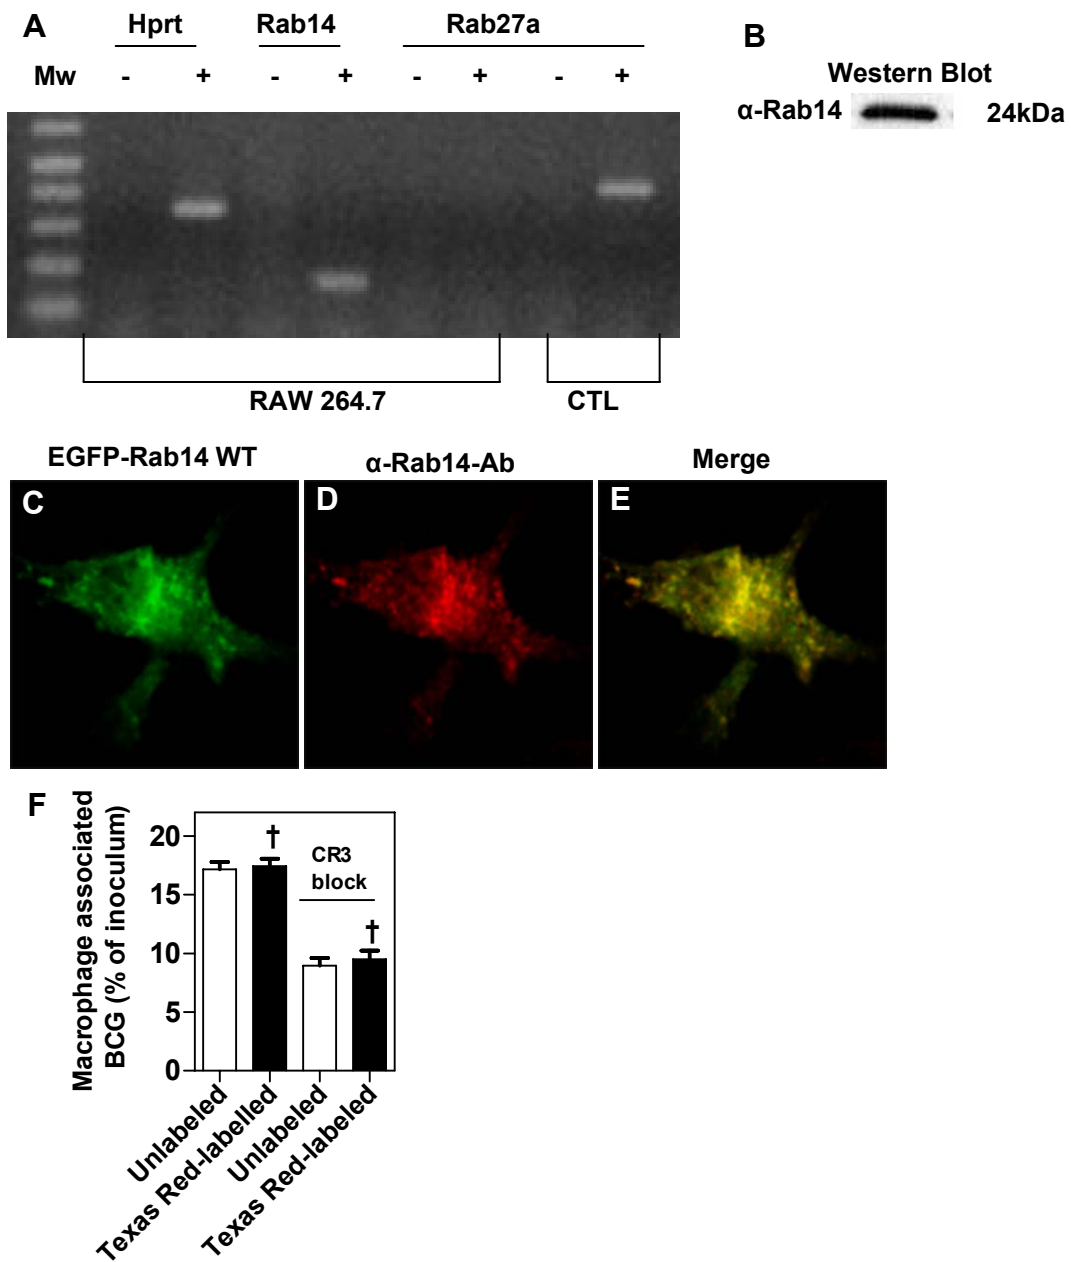 A
Hprt
Rab14
Rab27a
Mw
-
+
-
+
-
+
-
+
RAW 264.7
CTL
B
Western Blot
α-Rab14
24kDa
EGFP-Rab14 WT
α-Rab14-Ab
Merge
C
D
E
F
Macrophage associated
BCG (% of inoculum)
20
15
10
5
0
†
CR3
block
†
Unlabeled
Texas Red-labelled
Unlabeled
Texas Red-labeled